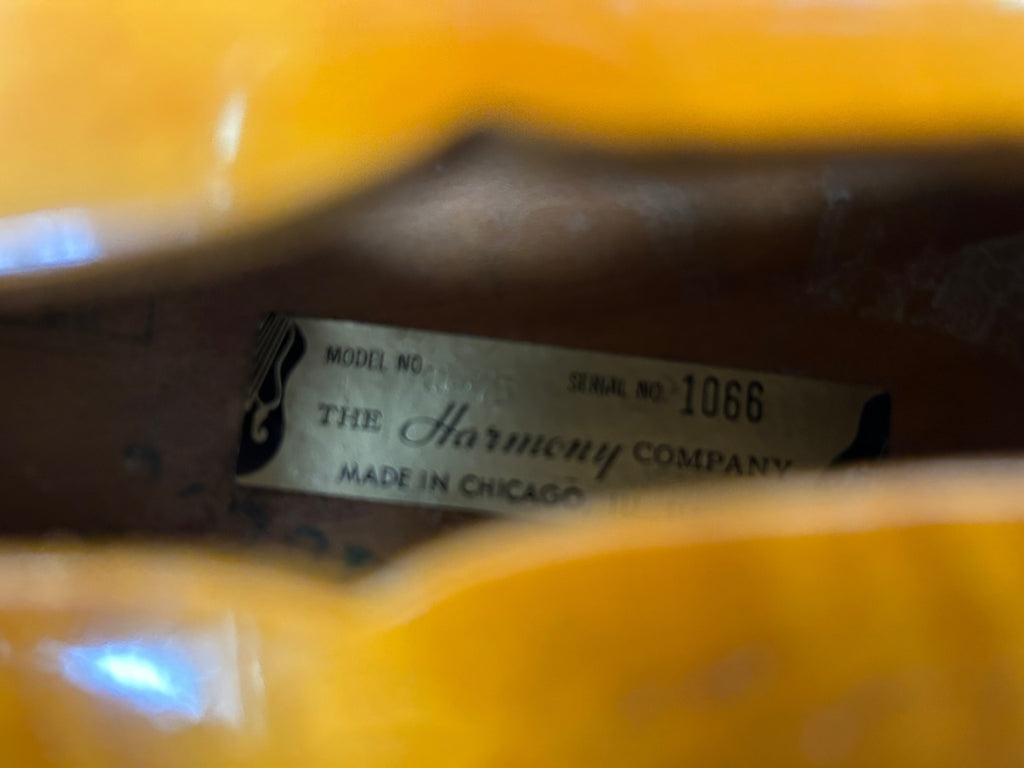 MODEL NO.
SERIAL NO. 1066
THE Harmony COMPANY
MADE IN CHICAGO